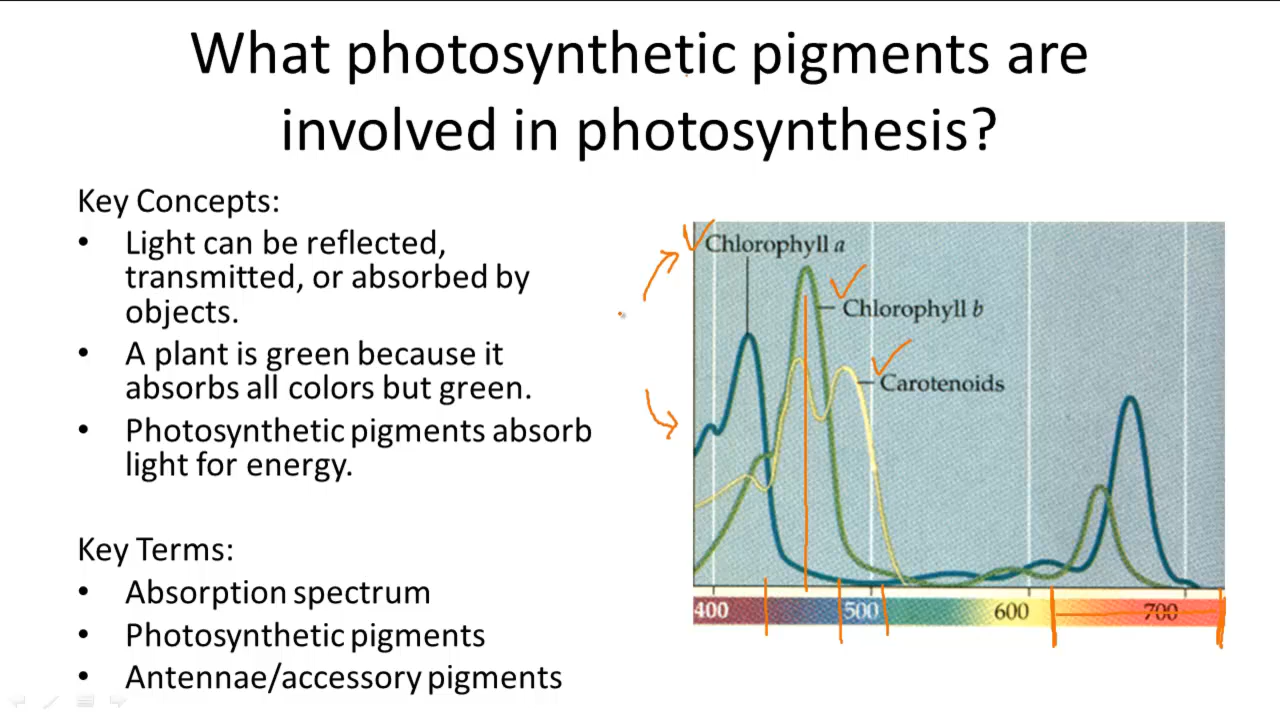 What photosynthetic pigments are
involved in photosynthesis?
Key Concepts:
• Light can be reflected,
transmitted, or absorbed by
objects.
• A plant is green because it
absorbs all colors but green.
• Photosynthetic pigments absorb
light for energy.
Key Terms:
• Absorption spectrum
• Photosynthetic pigments
• Antennae/accessory pigments
Chlorophyll a
Chlorophyll b
Carotenoids
400 500 600 700